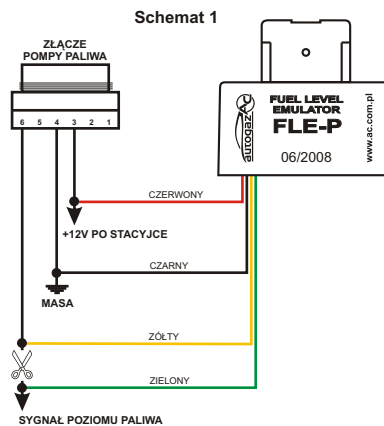 Schemat 1
ZŁĄCZE
POMPY PALIWA
6 5 4 3 2 1
autogaz AC
FUEL LEVEL
EMULATOR
FLE-P
06/2008
www.ac.com.pl
CZERWONY
+12V PO STACYJCE
CZARNY
MASA
ŻÓŁTY
ZIELONY
SYGNAŁ POZIOMU PALIWA